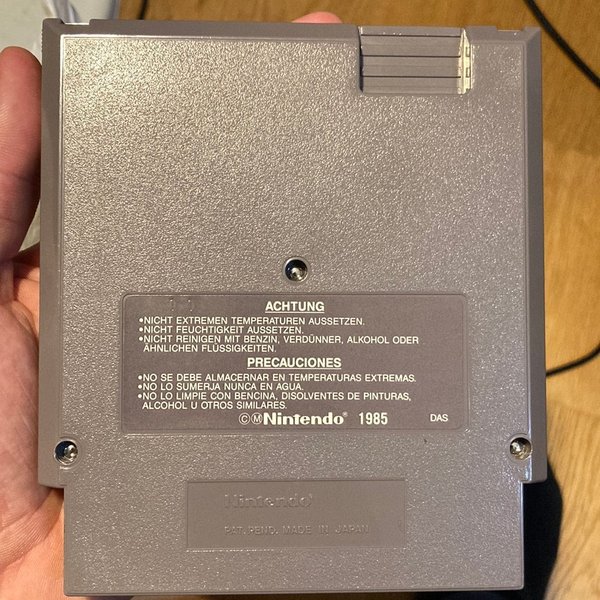 ACHTUNG
•NICHT EXTREMEN TEMPERATUREN AUSSETZEN.
•NICHT FEUCHTIGKEIT AUSSETZEN.
•NICHT REINIGEN MIT BENZIN, VERDÜNNER, ALKOHOL ODER
ÄHNLICHEN FLÜSSIGKEITEN.
PRECAUCIONES
•NO SE DEBE ALMACERNAR EN TEMPERATURAS EXTREMAS.
•NO LO SUMERJA NUNCA EN AGUA.
•NO LO LIMPIE CON BENCINA, DISOLVENTES DE PINTURAS,
ALCOHOL U OTROS SIMILARES.
©Ⓜ Nintendo® 1985 DAS
Nintendo®
PAT. PEND. MADE IN JAPAN